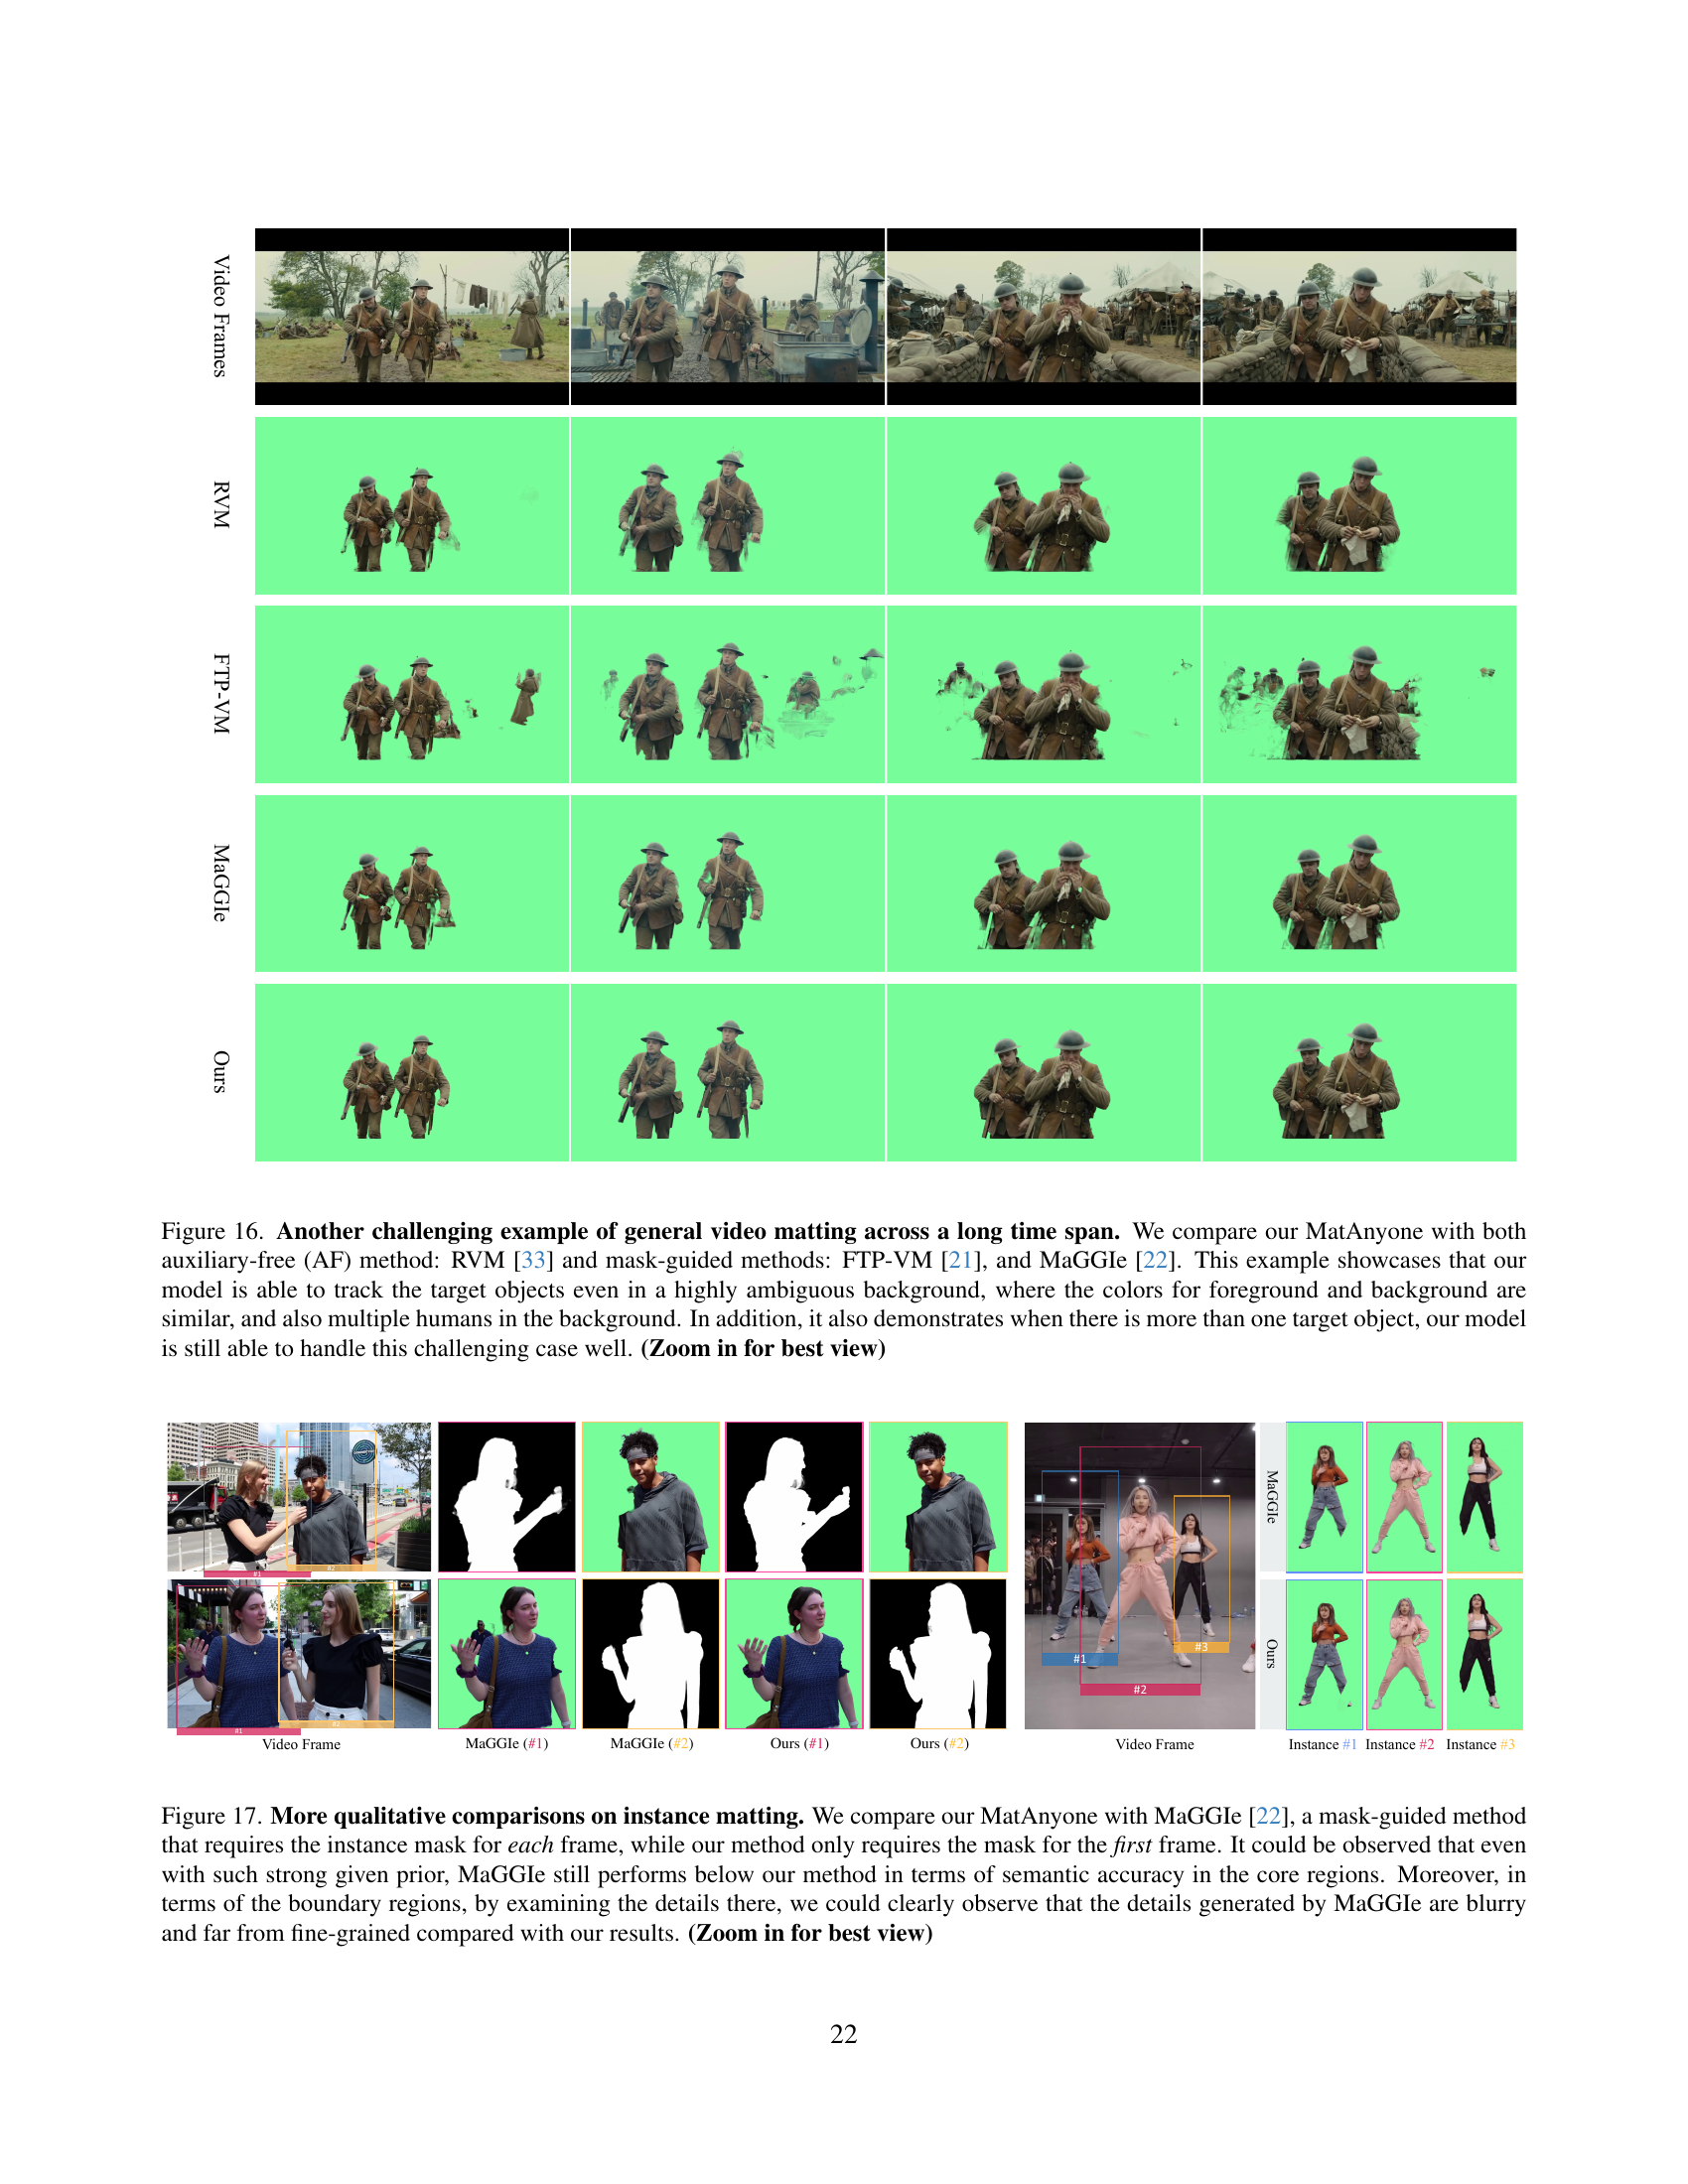 Video Frames
RVM
FTP-VM
MaGGIe
Ours
Figure 16. Another challenging example of general video matting across a long time span. We compare our MatAnyone with both
auxiliary-free (AF) method: RVM [33] and mask-guided methods: FTP-VM [21], and MaGGIe [22]. This example showcases that our
model is able to track the target objects even in a highly ambiguous background, where the colors for foreground and background are
similar, and also multiple humans in the background. In addition, it also demonstrates when there is more than one target object, our model
is still able to handle this challenging case well. (Zoom in for best view)
#1
#2
#1
#2
Video Frame
MaGGIe (#1)
MaGGIe (#2)
Ours (#1)
Ours (#2)
#1
#2
#3
Video Frame
MaGGIe
Ours
Instance #1
Instance #2
Instance #3
Figure 17. More qualitative comparisons on instance matting. We compare our MatAnyone with MaGGIe [22], a mask-guided method
that requires the instance mask for each frame, while our method only requires the mask for the first frame. It could be observed that even
with such strong given prior, MaGGIe still performs below our method in terms of semantic accuracy in the core regions. Moreover, in
terms of the boundary regions, by examining the details there, we could clearly observe that the details generated by MaGGIe are blurry
and far from fine-grained compared with our results. (Zoom in for best view)
22